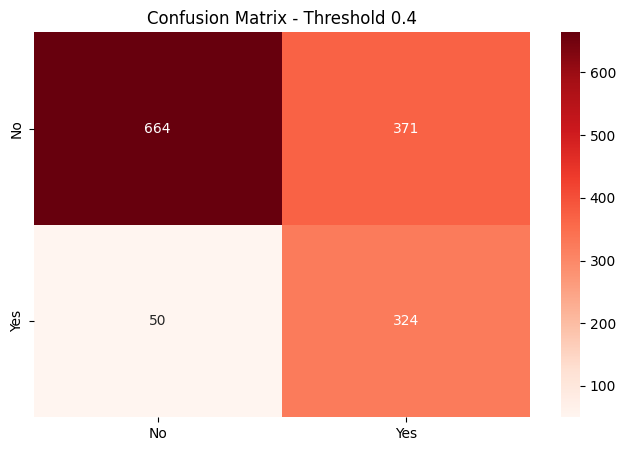 Confusion Matrix - Threshold 0.4
No
664
371
600
500
400
300
200
100
Yes
50
324
No
Yes